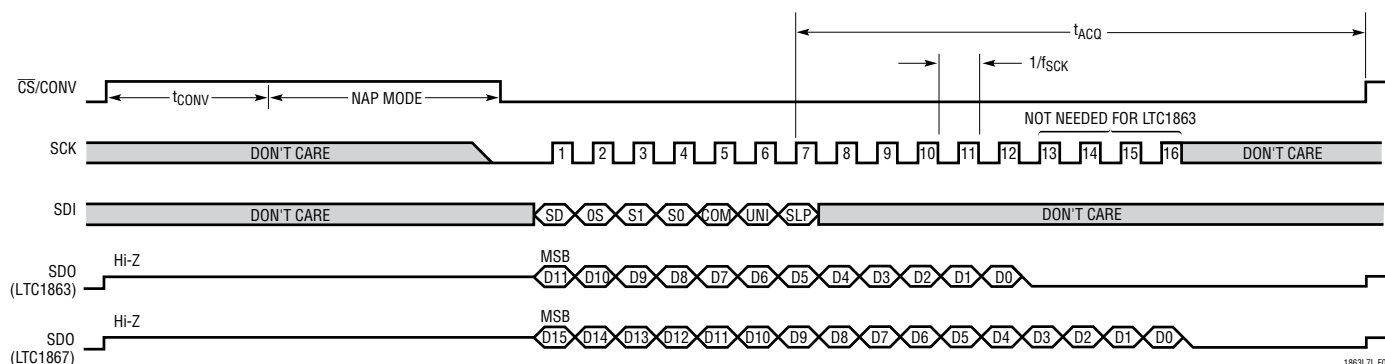 tACQ
1/fSCK
CS/CONV
tCONV
NAP MODE
NOT NEEDED FOR LTC1863
SCK
DON'T CARE
1 2 3 4 5 6 7 8 9 10 11 12 13 14 15 16
DON'T CARE
SDI
DON'T CARE
SD 0S S1 S0 COM UNI SLP
DON'T CARE
SDO
(LTC1863)
Hi-Z
MSB
D11 D10 D9 D8 D7 D6 D5 D4 D3 D2 D1 D0
SDO
(LTC1867)
Hi-Z
MSB
D15 D14 D13 D12 D11 D10 D9 D8 D7 D6 D5 D4 D3 D2 D1 D0